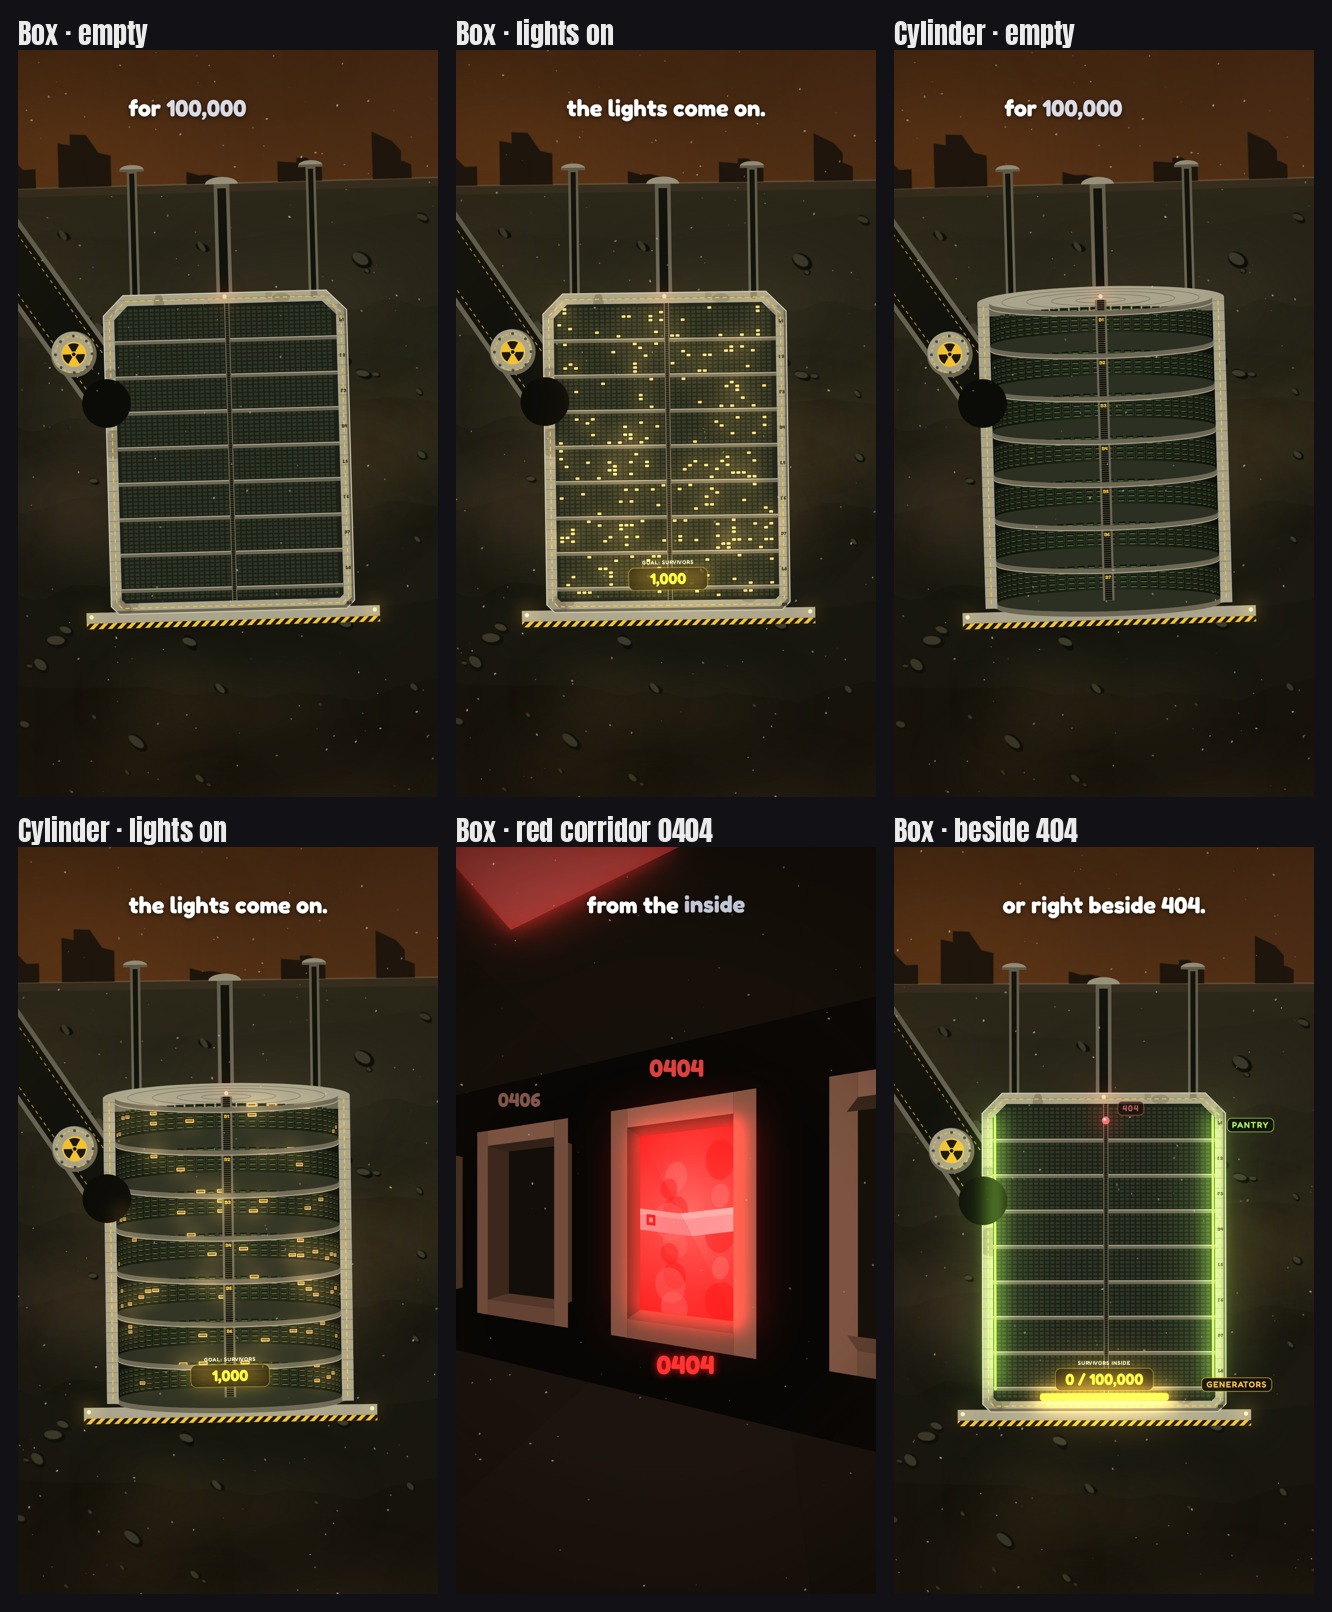 Box · empty
Box · lights on
Cylinder · empty
for 100,000
the lights come on.
for 100,000
GOAL: SURVIVORS
1,000
Cylinder · lights on
Box · red corridor 0404
Box · beside 404
the lights come on.
from the inside
or right beside 404.
GOAL: SURVIVORS
1,000
0404
0406
0404
404
PANTRY
SURVIVORS INSIDE
0 / 100,000
GENERATORS